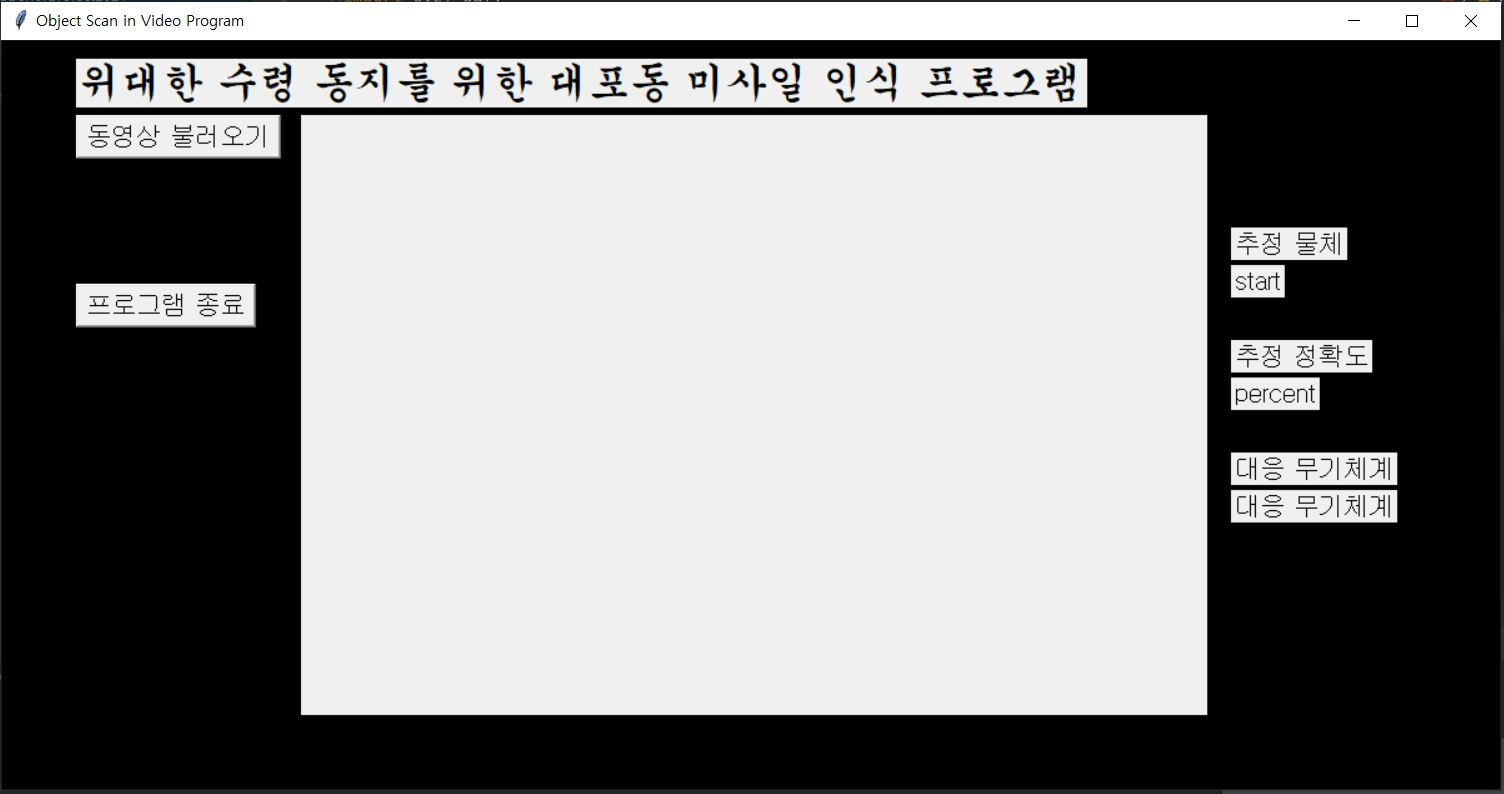 Object Scan in Video Program
위대한 수령 동지를 위한 대포동 미사일 인식 프로그램
동영상 불러오기
프로그램 종료
추정 물체
start
추정 정확도
percent
대응 무기체계
대응 무기체계